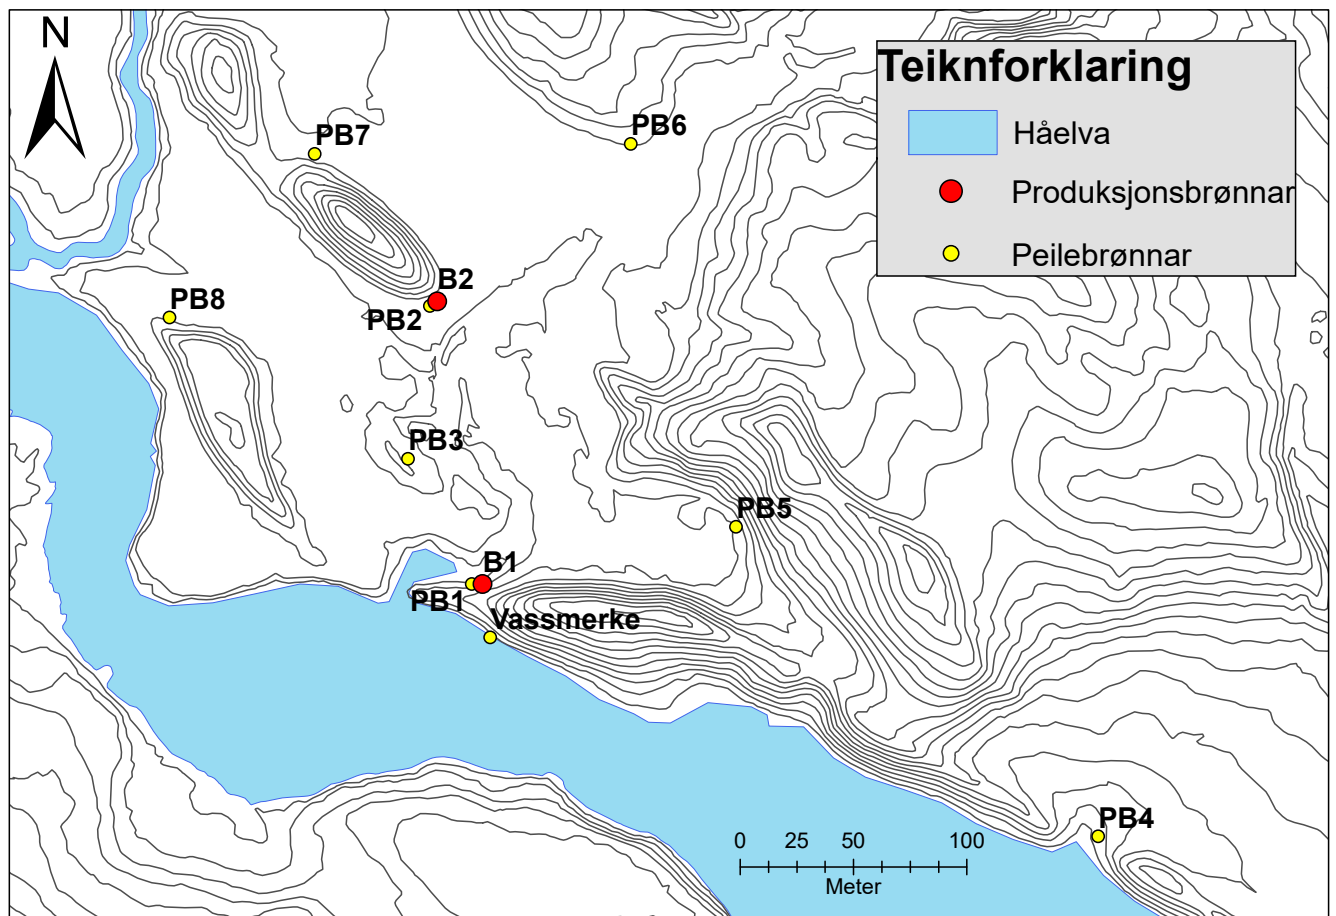 N
Teiknforklaring
Håelva
Produksjonsbrønnar
Peilebrønnar
PB7
PB6
B2
PB2
PB8
PB3
PB5
B1
PB1
Vassmerke
PB4
0 25 50 100
Meter